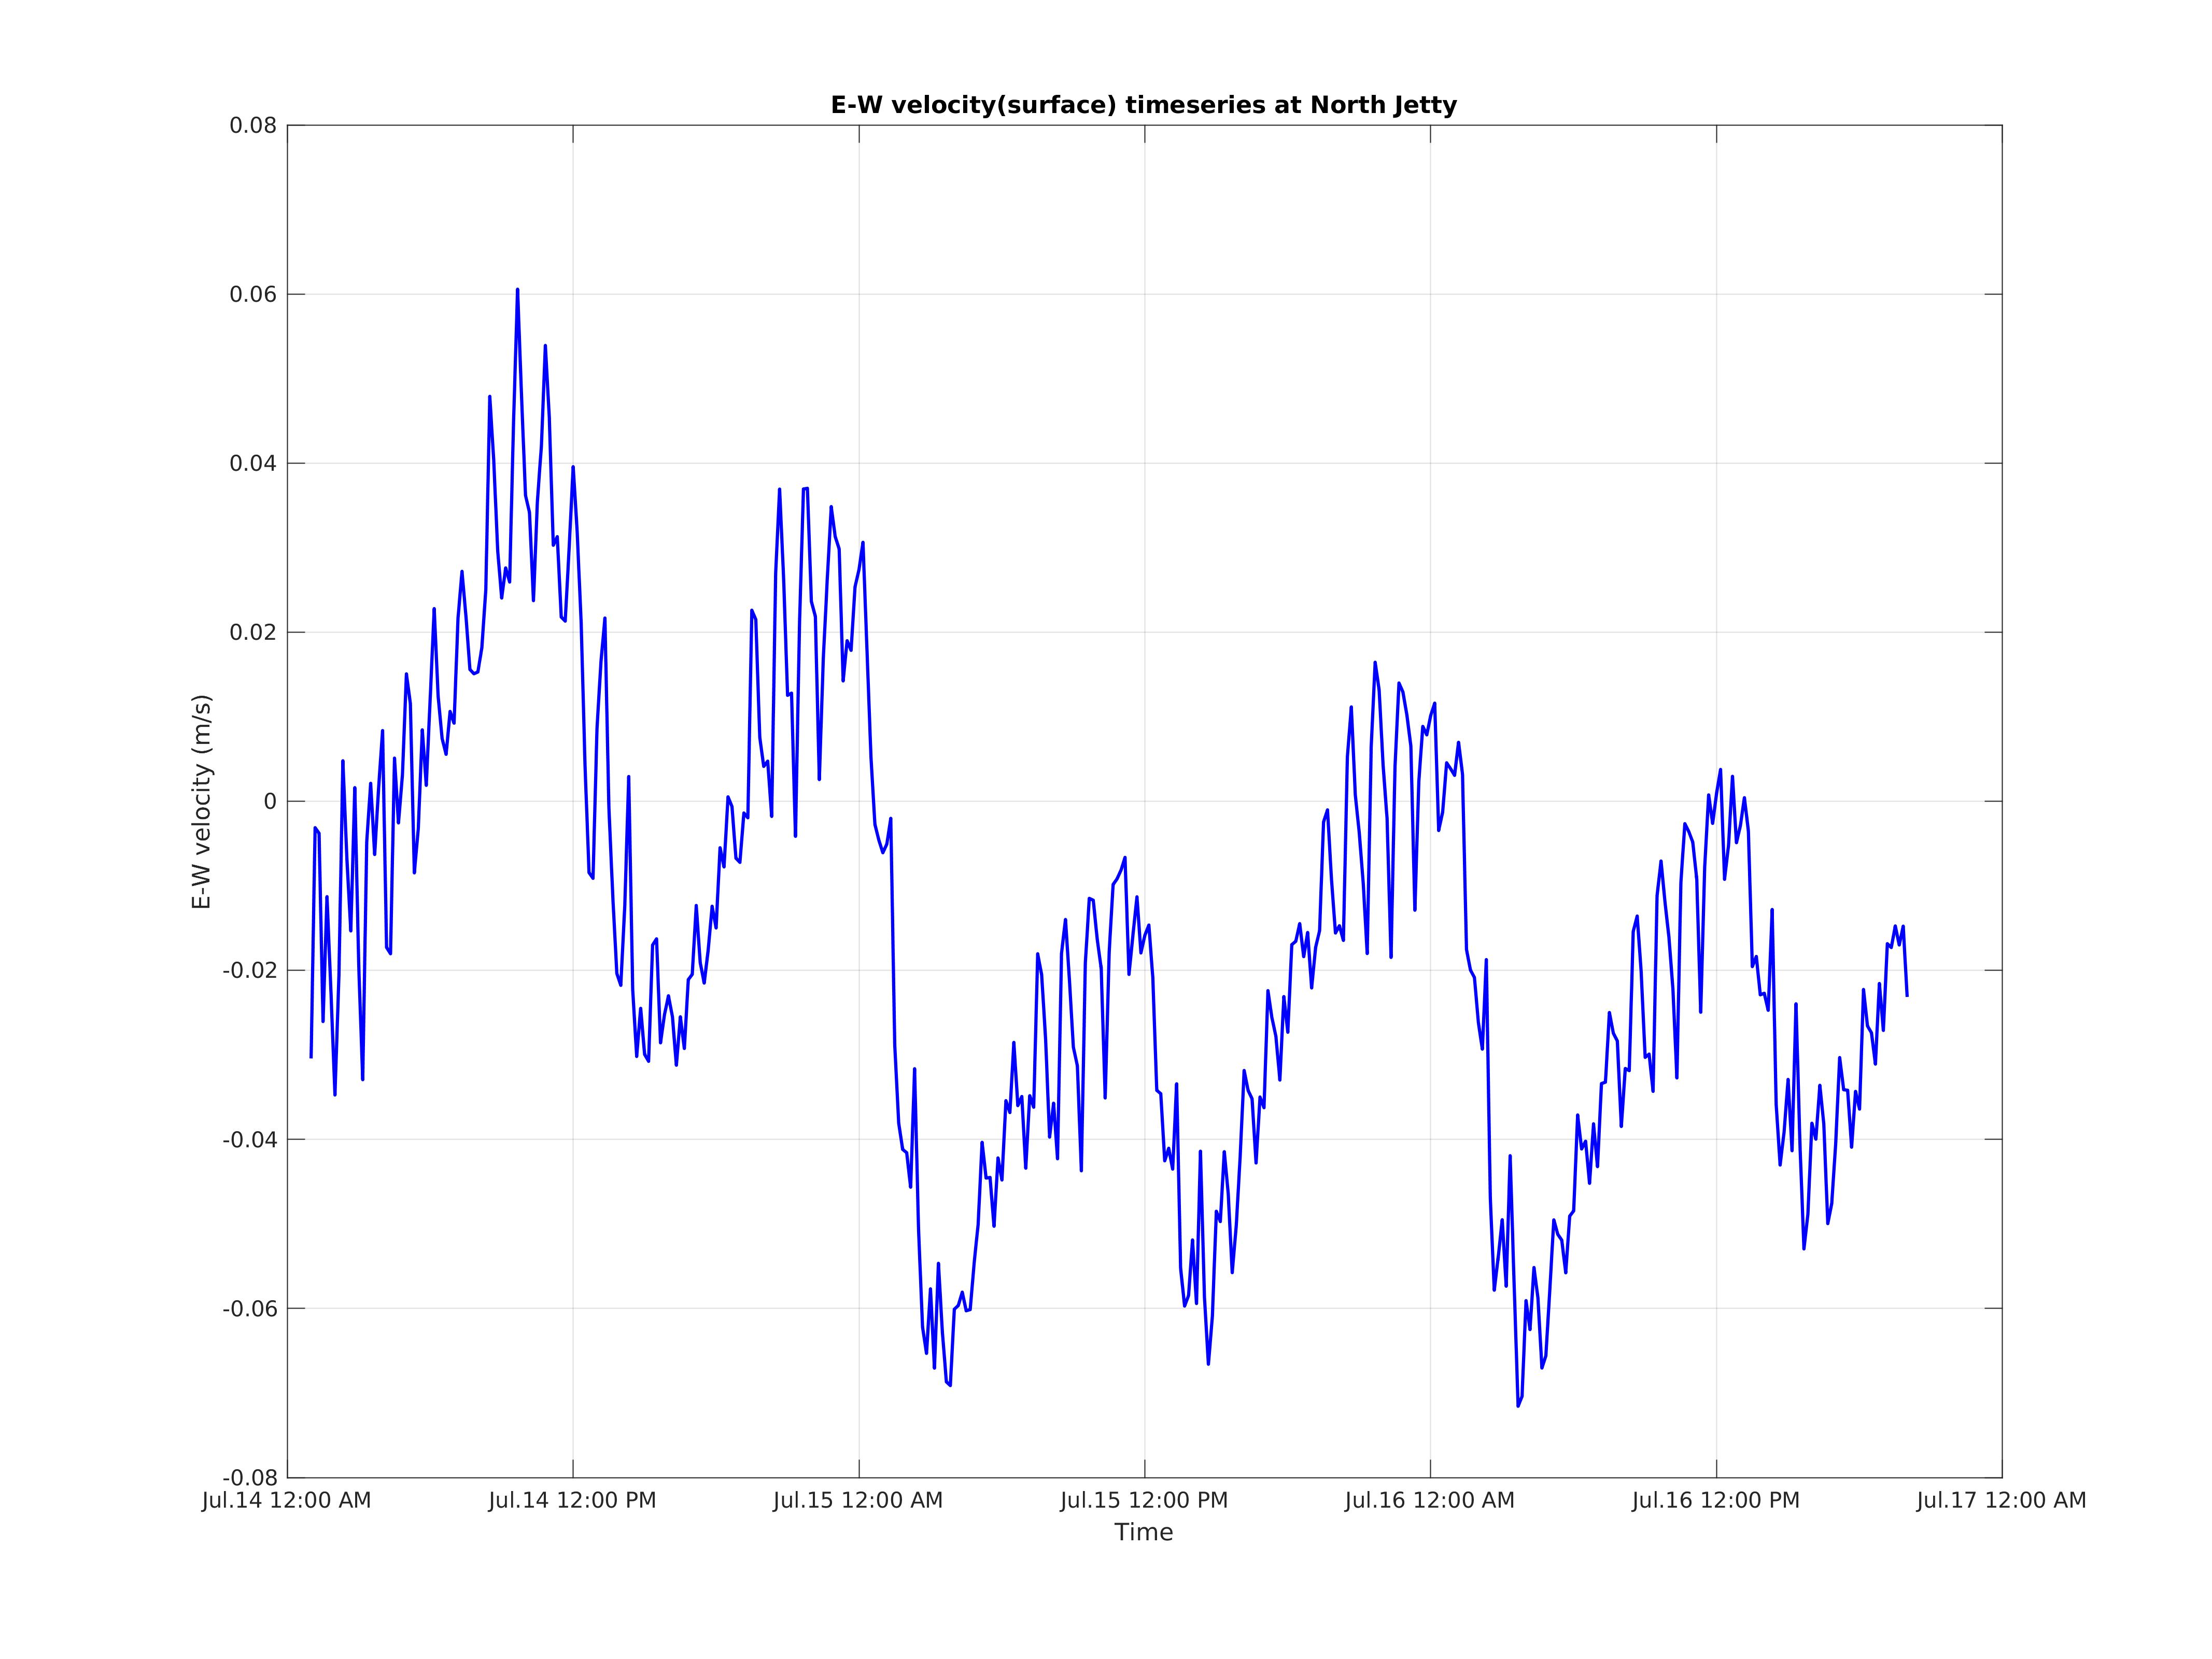 E-W velocity(surface) timeseries at North Jetty
0.08
0.06
0.04
0.02
0
-0.02
-0.04
-0.06
-0.08
E-W velocity (m/s)
Jul.14 12:00 AM Jul.14 12:00 PM Jul.15 12:00 AM Jul.15 12:00 PM Jul.16 12:00 AM Jul.16 12:00 PM Jul.17 12:00 AM
Time